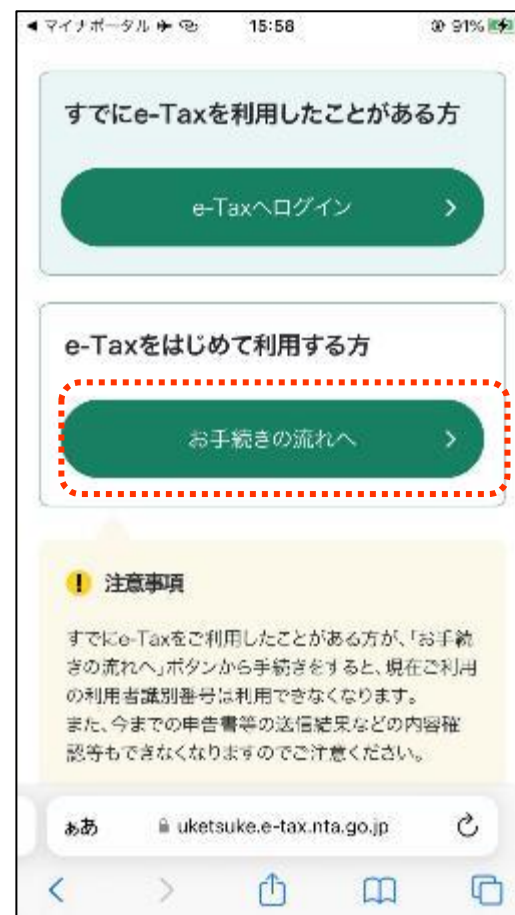 マイナポータル
15:58
91%
すでにe-Taxを利用したことがある方
e-Taxへログイン
e-Taxをはじめて利用する方
お手続きの流れへ
注意事項
すでにe-Taxをご利用したことがある方が、「お手続
きの流れへ」ボタンから手続きをすると、現在ご利用
の利用者識別番号は利用できなくなります。
また、今までの申告書等の送信結果などの内容確
認等もできなくなりますのでご注意ください。
ぁあ
uketsuke.e-tax.nta.go.jp